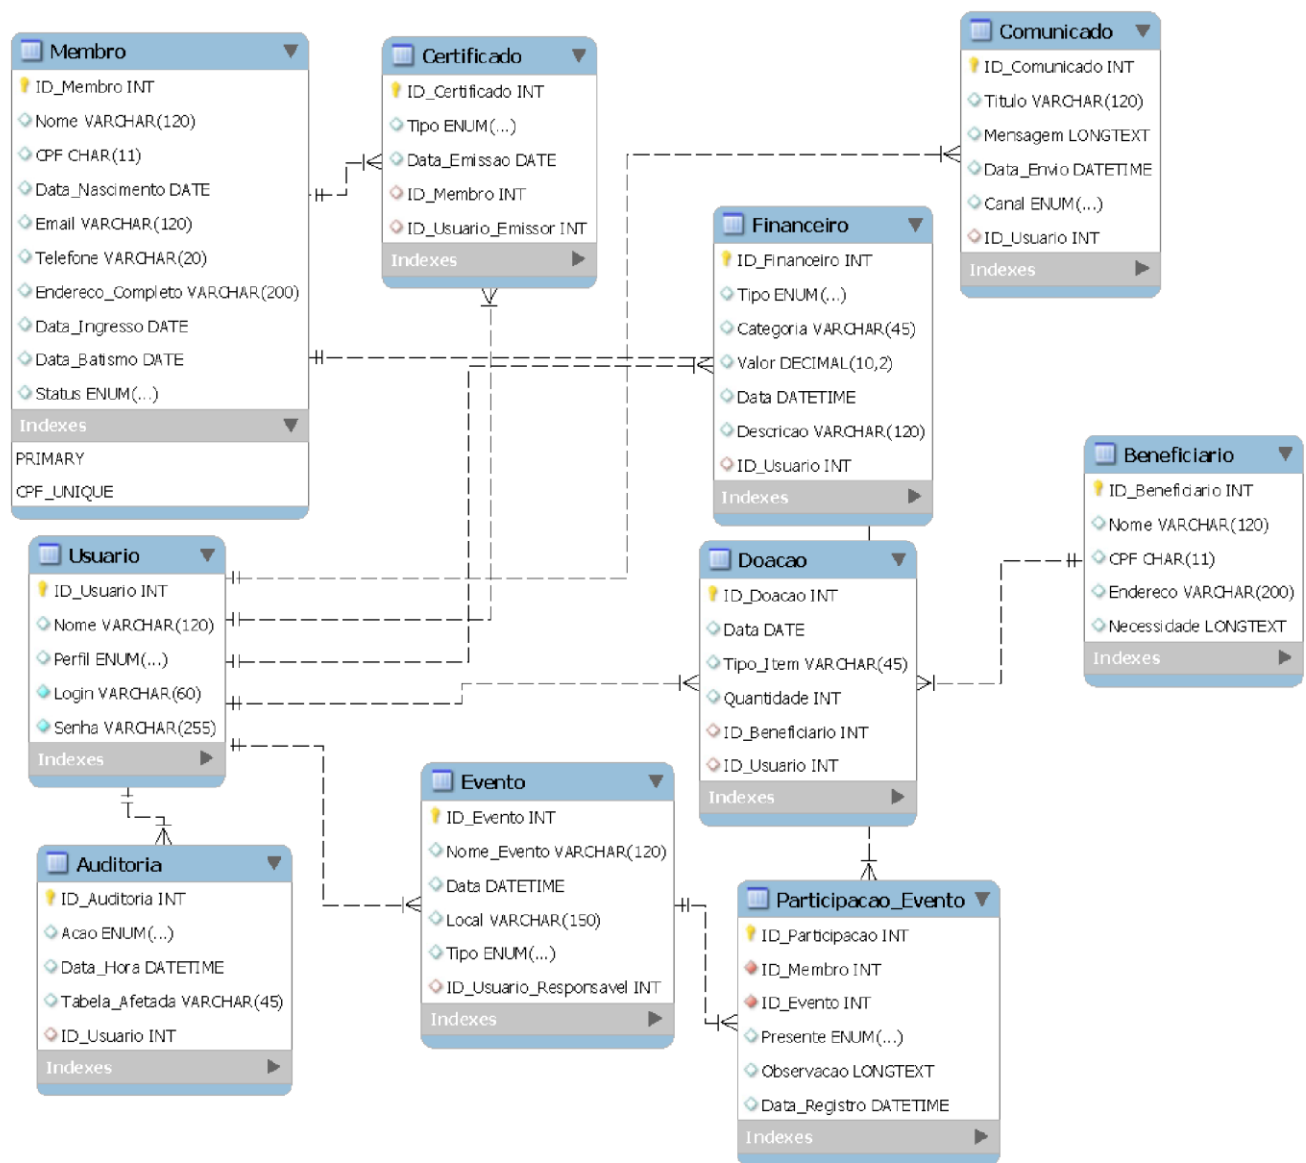 Membro
ID_Membro INT
Nome VARCHAR(120)
CPF CHAR(11)
Data_Nascimento DATE
Email VARCHAR(120)
Telefone VARCHAR(20)
Endereco_Completo VARCHAR(200)
Data_Ingresso DATE
Data_Batismo DATE
Status ENUM(...)
Indexes
PRIMARY
CPF_UNIQUE
Certificado
ID_Certificado INT
Tipo ENUM(...)
Data_Emissao DATE
ID_Membro INT
ID_Usuario_Emissor INT
Indexes
Comunicado
ID_Comunicado INT
Titulo VARCHAR(120)
Mensagem LONGTEXT
Data_Envio DATETIME
Canal ENUM(...)
ID_Usuario INT
Indexes
Financeiro
ID_Financeiro INT
Tipo ENUM(...)
Categoria VARCHAR(45)
Valor DECIMAL(10,2)
Data DATETIME
Descricao VARCHAR(120)
ID_Usuario INT
Indexes
Beneficiario
ID_Beneficiario INT
Nome VARCHAR(120)
CPF CHAR(11)
Endereco VARCHAR(200)
Necessidade LONGTEXT
Indexes
Usuario
ID_Usuario INT
Nome VARCHAR(120)
Perfil ENUM(...)
Login VARCHAR(60)
Senha VARCHAR(255)
Indexes
Doacao
ID_Doacao INT
Data DATE
Tipo_Item VARCHAR(45)
Quantidade INT
ID_Beneficiario INT
ID_Usuario INT
Indexes
Evento
ID_Evento INT
Nome_Evento VARCHAR(120)
Data DATETIME
Local VARCHAR(150)
Tipo ENUM(...)
ID_Usuario_Responsavel INT
Indexes
Auditoria
ID_Auditoria INT
Acao ENUM(...)
Data_Hora DATETIME
Tabela_Afetada VARCHAR(45)
ID_Usuario INT
Indexes
Participacao_Evento
ID_Participacao INT
ID_Membro INT
ID_Evento INT
Presente ENUM(...)
Observacao LONGTEXT
Data_Registro DATETIME
Indexes